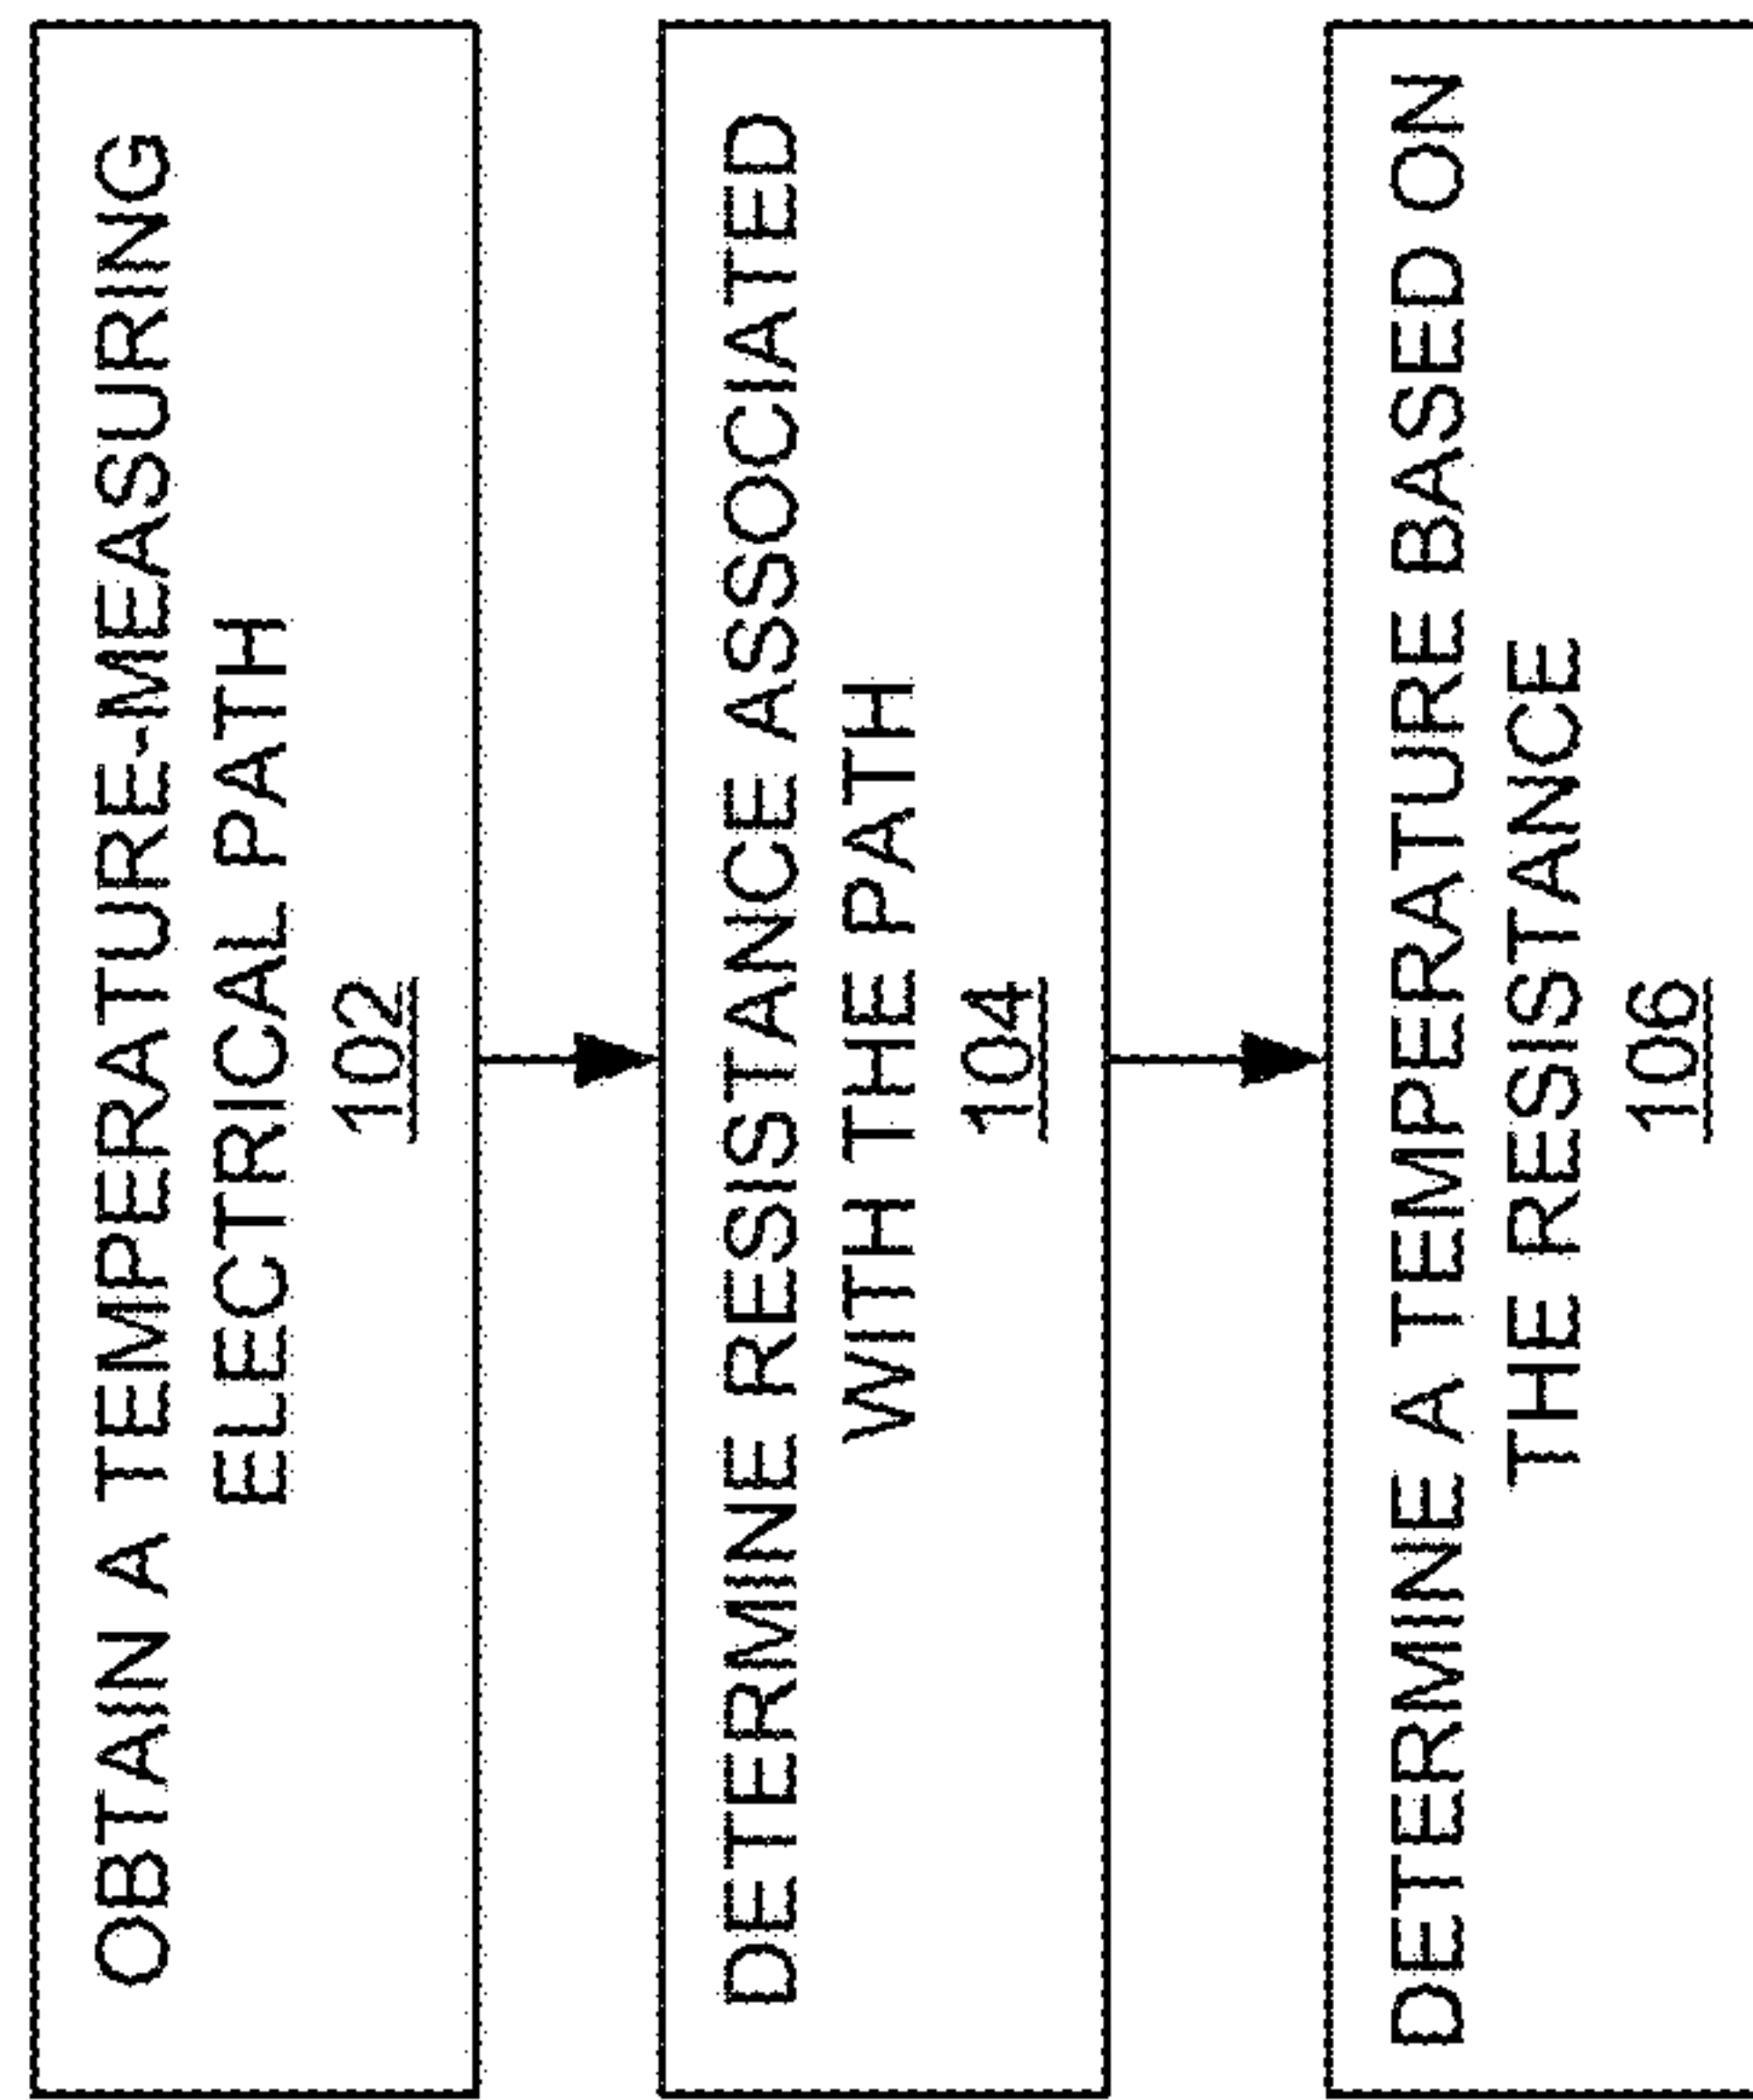 OBTAIN A TEMPERATURE-MEASURING
ELECTRICAL PATH
102
DETERMINE RESISTANCE ASSOCIATED
WITH THE PATH
104
DETERMINE A TEMPERATURE BASED ON
THE RESISTANCE
106